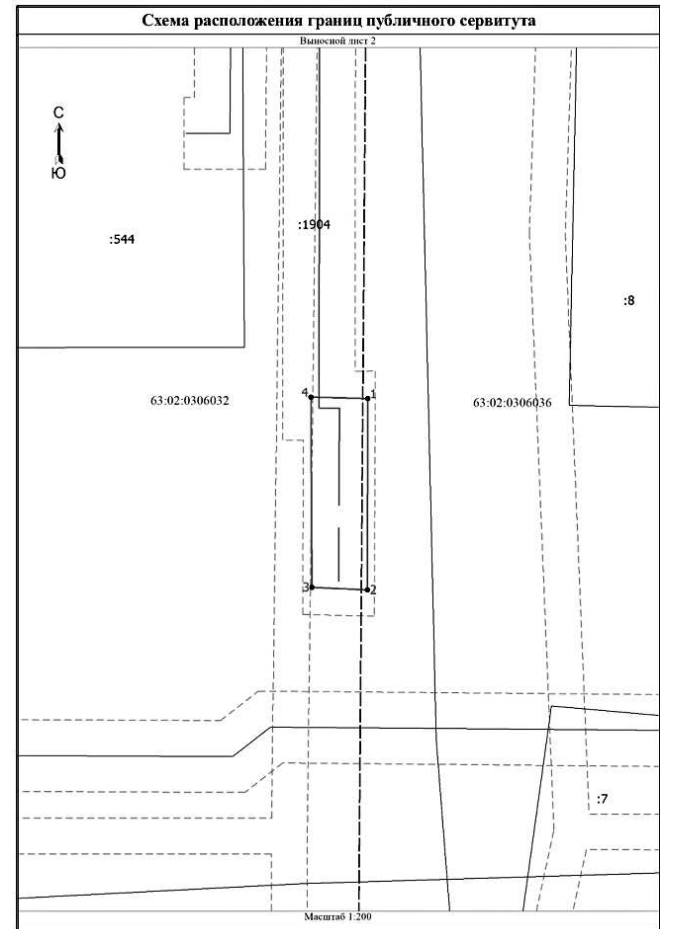 Схема расположения границ публичного сервитута
Выносной лист 2
С
Ю
:544
:1904
:8
63:02:0306032
4
1
63:02:0306036
3
2
:7
Масштаб 1:200